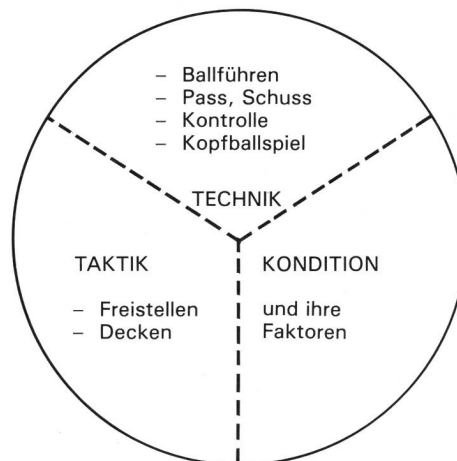 – Ballführen
– Pass, Schuss
– Kontrolle
– Kopfballspiel
TECHNIK
TAKTIK
– Freistellen
– Decken
KONDITION
und ihre
Faktoren